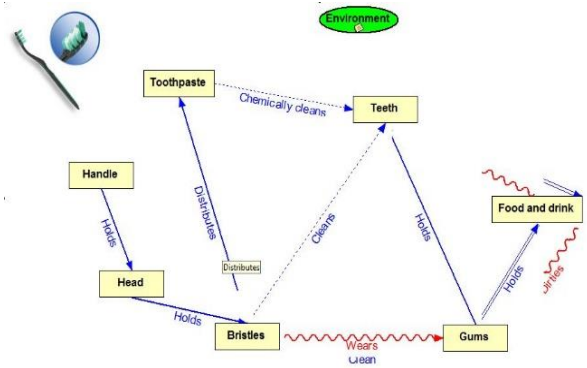 Environment
Toothpaste
Chemically cleans
Teeth
Handle
Holds
Distributes
Cleans
Holds
Food and drink
Distributes
Holds
Head
Holds
Bristles
Wears
Clean
Gums